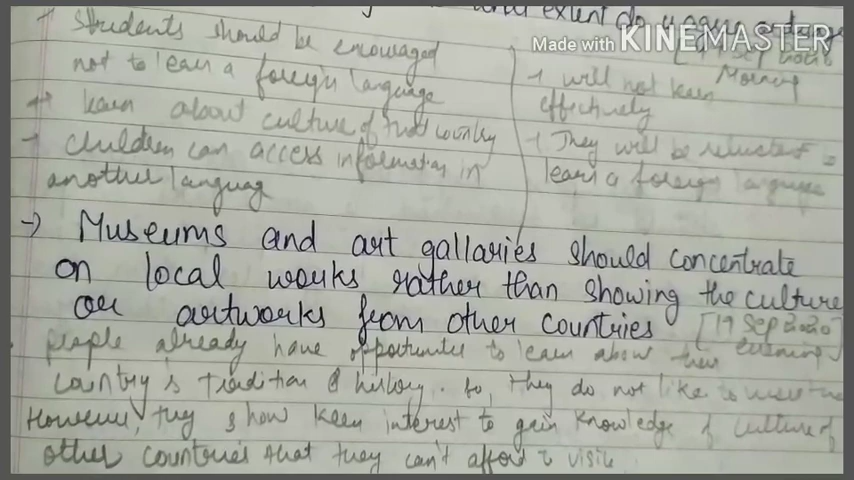 extent do
Made with KINEMASTER
+ Students should be encouraged
not to learn a foreign language
learn about culture of that country
- children can access information in
another languag
Morning
+ will not learn
effectively
+ They will be reluctant
learn a foreign language
→ Museums and art gallaries should concentrate
on local works rather than showing the culture
or artworks from other countries [19 Sep 2020
evening]
people already have opportunities to learn about their
country's tradition & history. So, they do not like to
However, they show keen interest to gain knowledge of culture of
other countries that they can't afford to visit